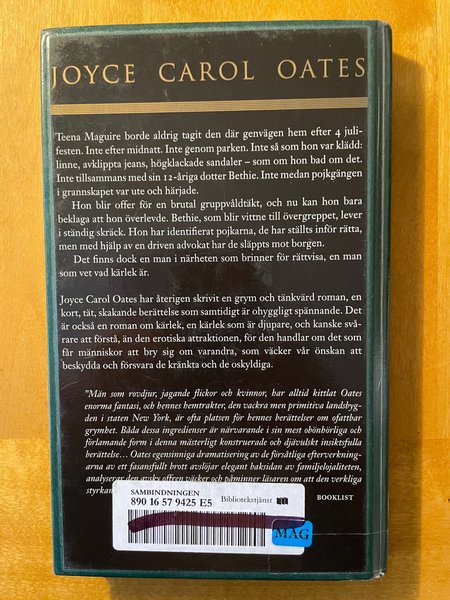 JOYCE CAROL OATES
Teena Maguire borde aldrig tagit den där genvägen hem efter 4 juli-
festen. Inte efter midnatt. Inte genom parken. Inte så som hon var klädd:
linne, avklippta jeans, högklackade sandaler – som om hon bad om det.
Inte tillsammans med sin 12-åriga dotter Bethie. Inte medan pojkgängen
i grannskapet var ute och härjade.
Hon blir offer för en brutal gruppvåldtäkt, och nu kan hon bara
beklaga att hon överlevde. Bethie, som blir vittne till övergreppet, lever
i ständig skräck. Hon har identifierat pojkarna, de har ställts inför rätta,
men med hjälp av en driven advokat har de släppts mot borgen.
Det finns dock en man i närheten som brinner för rättvisa, en man
som vet vad kärlek är.
Joyce Carol Oates har återigen skrivit en grym och tänkvärd roman, en
kort, tät, skakande berättelse som samtidigt är ohyggligt spännande. Det
är också en roman om kärlek, en kärlek som är djupare, och kanske svår-
are att förstå, än den erotiska attraktionen, för den handlar om det som
får människor att bry sig om varandra, som väcker vår önskan att
beskydda och försvara de kränkta och de oskyldiga.
"Män som rovdjur, jagande flickor och kvinnor, har alltid kittlat Oates
enorma fantasi, och hennes hemtrakter, den vackra men primitiva landsbyg-
den i staten New York, är ofta platsen för hennes berättelser om ofattbar
grymhet. Båda dessa ingredienser är närvarande i sin mest obönhörliga och
förlamande form i denna mästerligt konstruerade och djävulskt insiktsfulla
berättelse... Oates egensinniga dramatisering av de försåtliga efterverkning-
arna av ett fasansfullt brott avslöjar elegant baksidan av familjelojaliteten,
analyserar den avsky offren väcker och påminner läsaren om att den verkliga
styrkan
BOOKLIST
SAMBINDNINGEN
890 16 57 9425 E5 Bibliotekstjänst
MAG